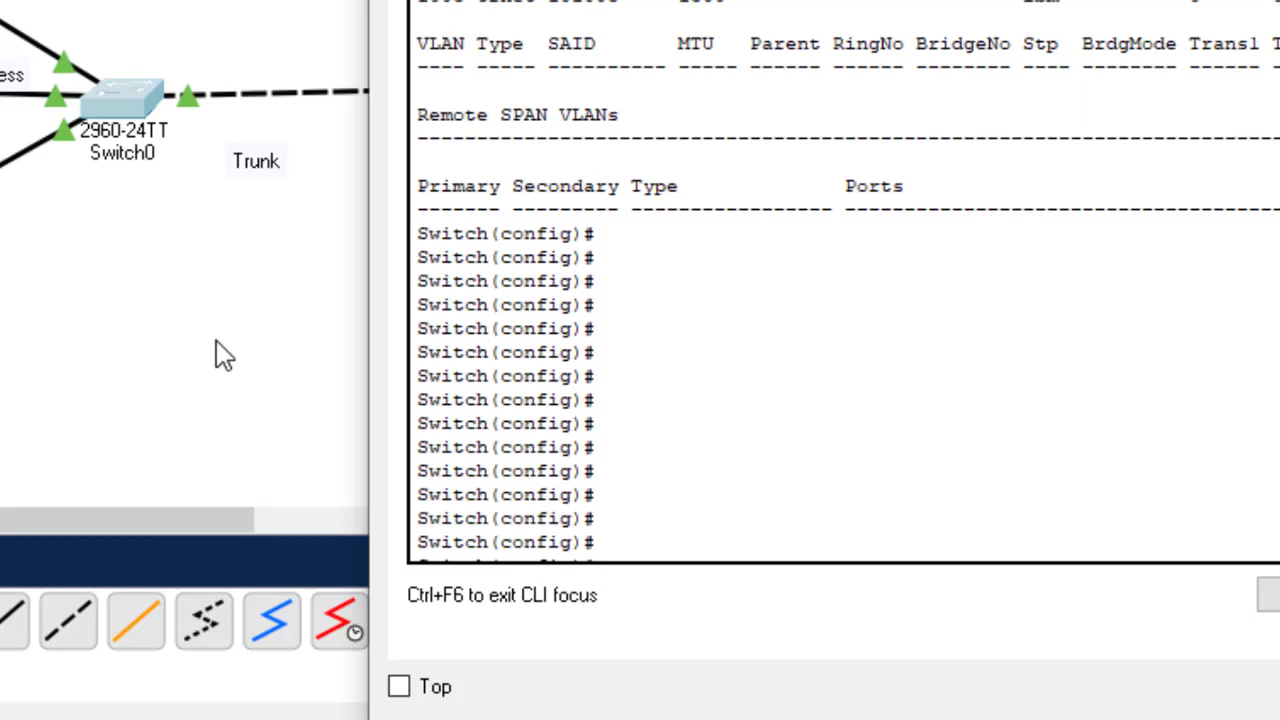 ess
2960-24TT
Switch0
Trunk
VLAN Type SAID MTU Parent RingNo BridgeNo Stp BrdgMode Trans1
---- ----- ---------- ----- ------ ------ -------- ---- -------- ------
Remote SPAN VLANs
------------------------------------------------------------------------------
Primary Secondary Type Ports
------- --------- ----------------- ------------------------------------------
Switch(config)#
Switch(config)#
Switch(config)#
Switch(config)#
Switch(config)#
Switch(config)#
Switch(config)#
Switch(config)#
Switch(config)#
Switch(config)#
Switch(config)#
Switch(config)#
Switch(config)#
Switch(config)#
Ctrl+F6 to exit CLI focus
Top